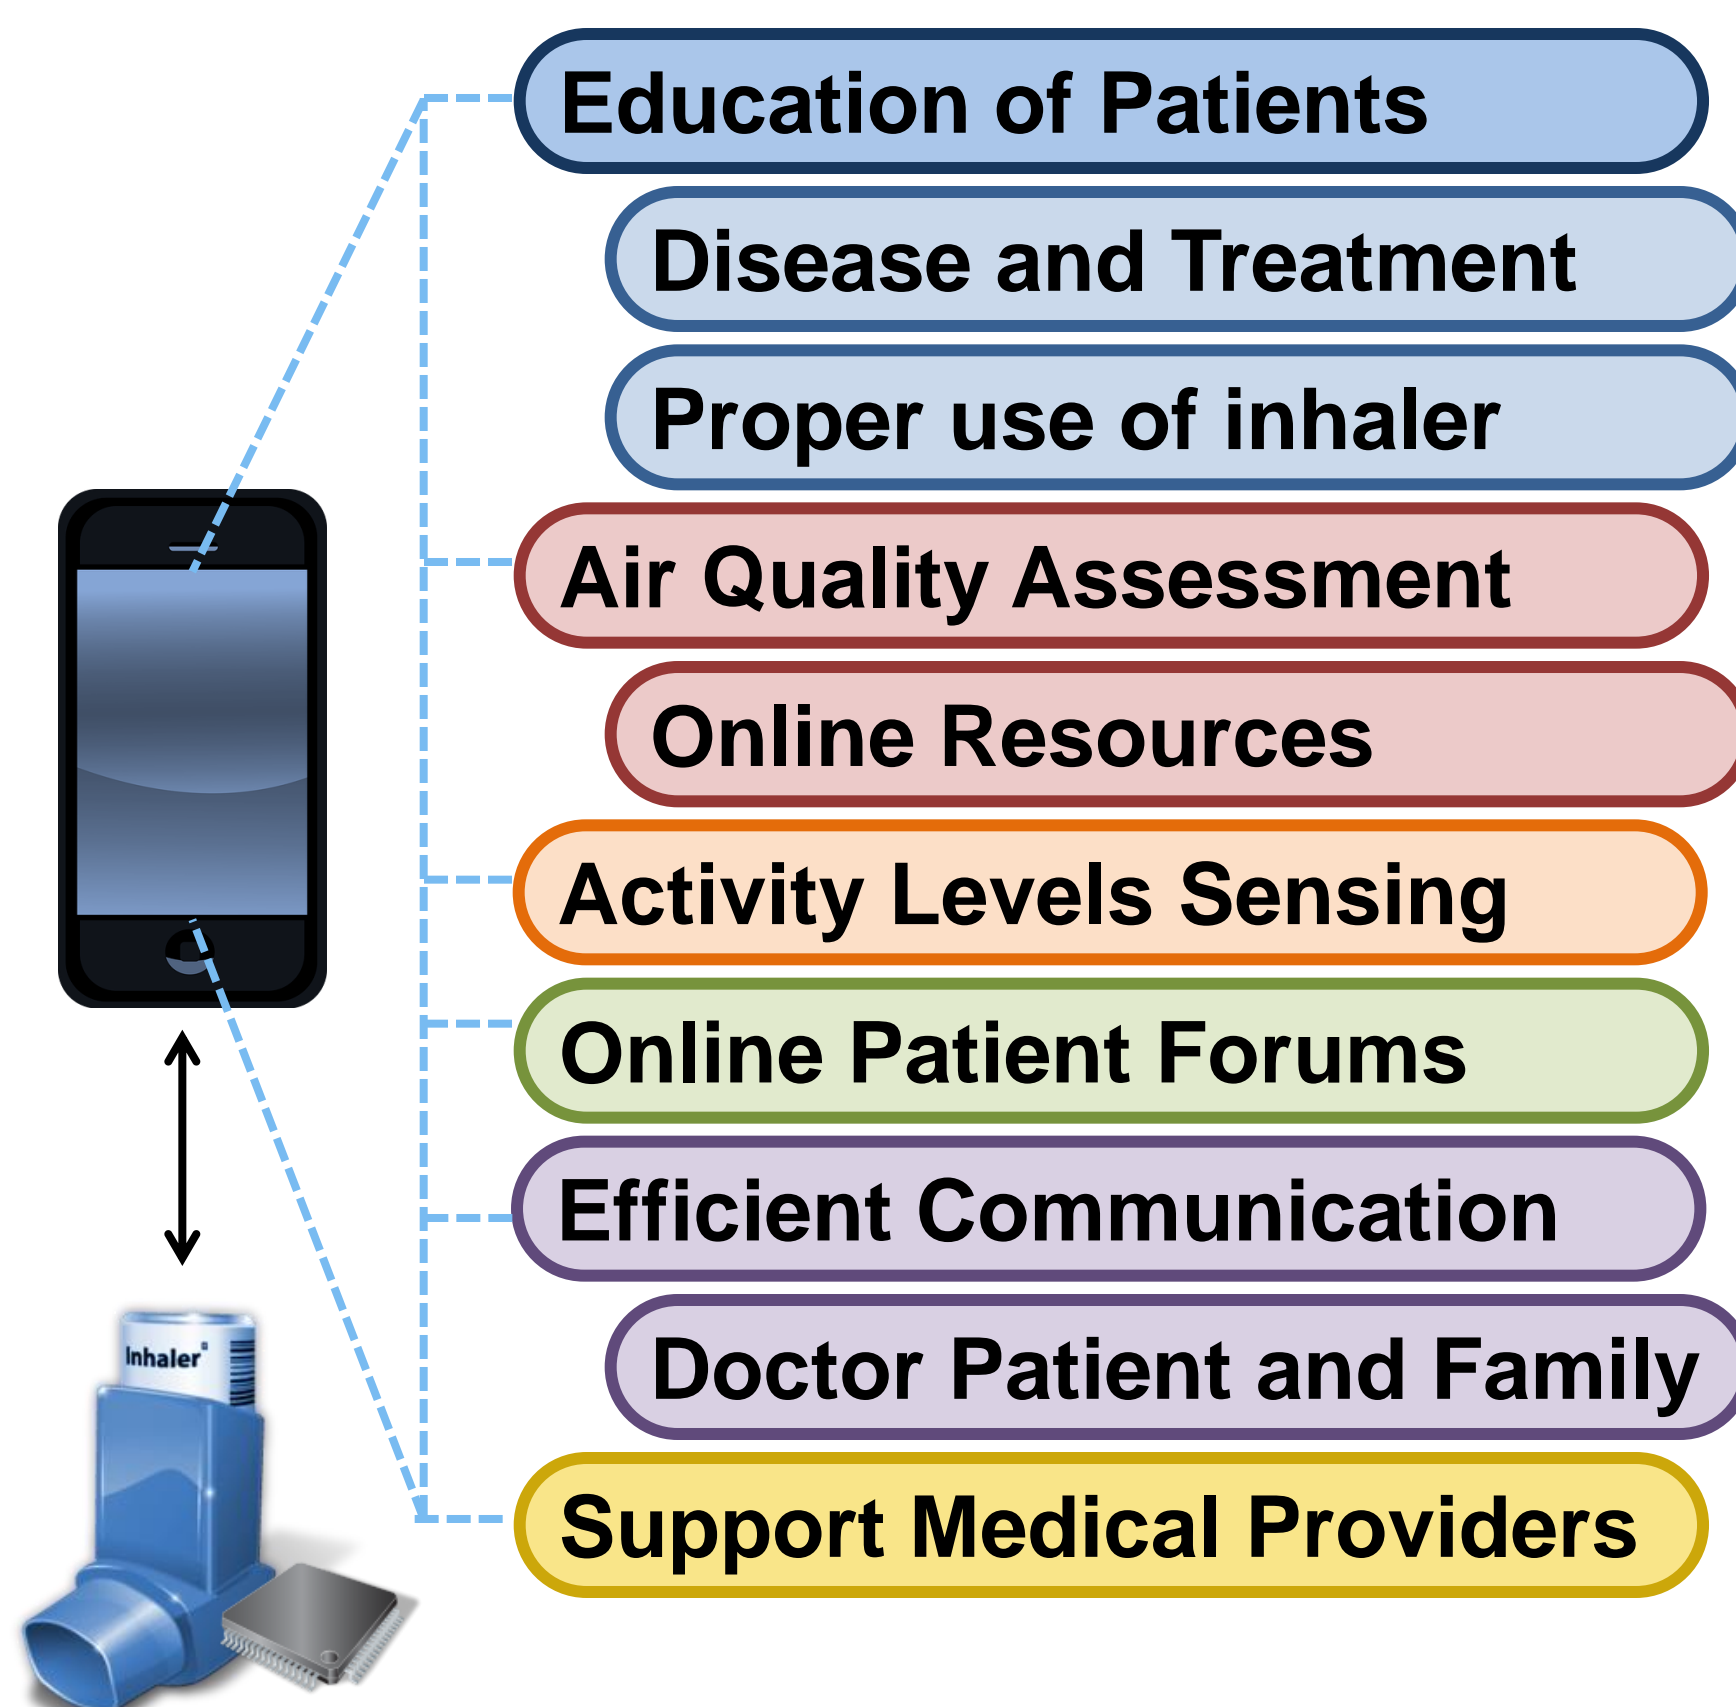 Education of Patients
Disease and Treatment
Proper use of inhaler
Air Quality Assessment
Online Resources
Activity Levels Sensing
Online Patient Forums
Efficient Communication
Doctor Patient and Family
Support Medical Providers
Inhaler